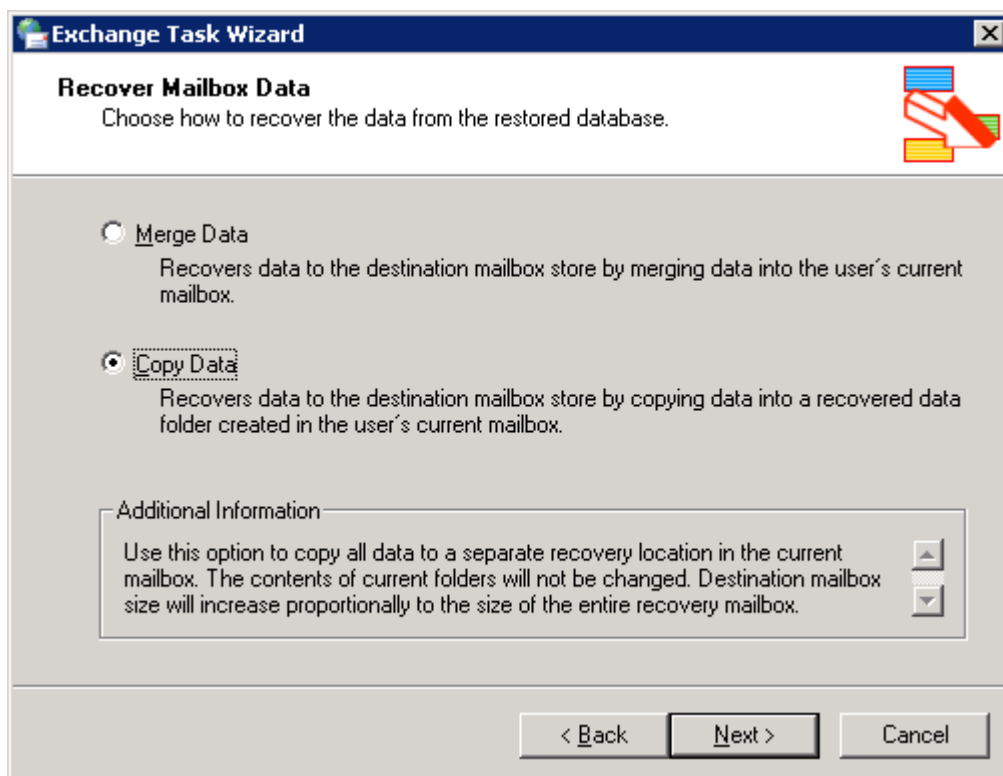 Exchange Task Wizard
Recover Mailbox Data
Choose how to recover the data from the restored database.
Merge Data
Recovers data to the destination mailbox store by merging data into the user´s current
mailbox.
Copy Data
Recovers data to the destination mailbox store by copying data into a recovered data
folder created in the user´s current mailbox.
Additional Information
Use this option to copy all data to a separate recovery location in the current
mailbox. The contents of current folders will not be changed. Destination mailbox
size will increase proportionally to the size of the entire recovery mailbox.
< Back Next > Cancel